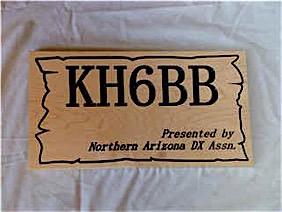 KH6BB
Presented by
Northern Arizona DX Assn.